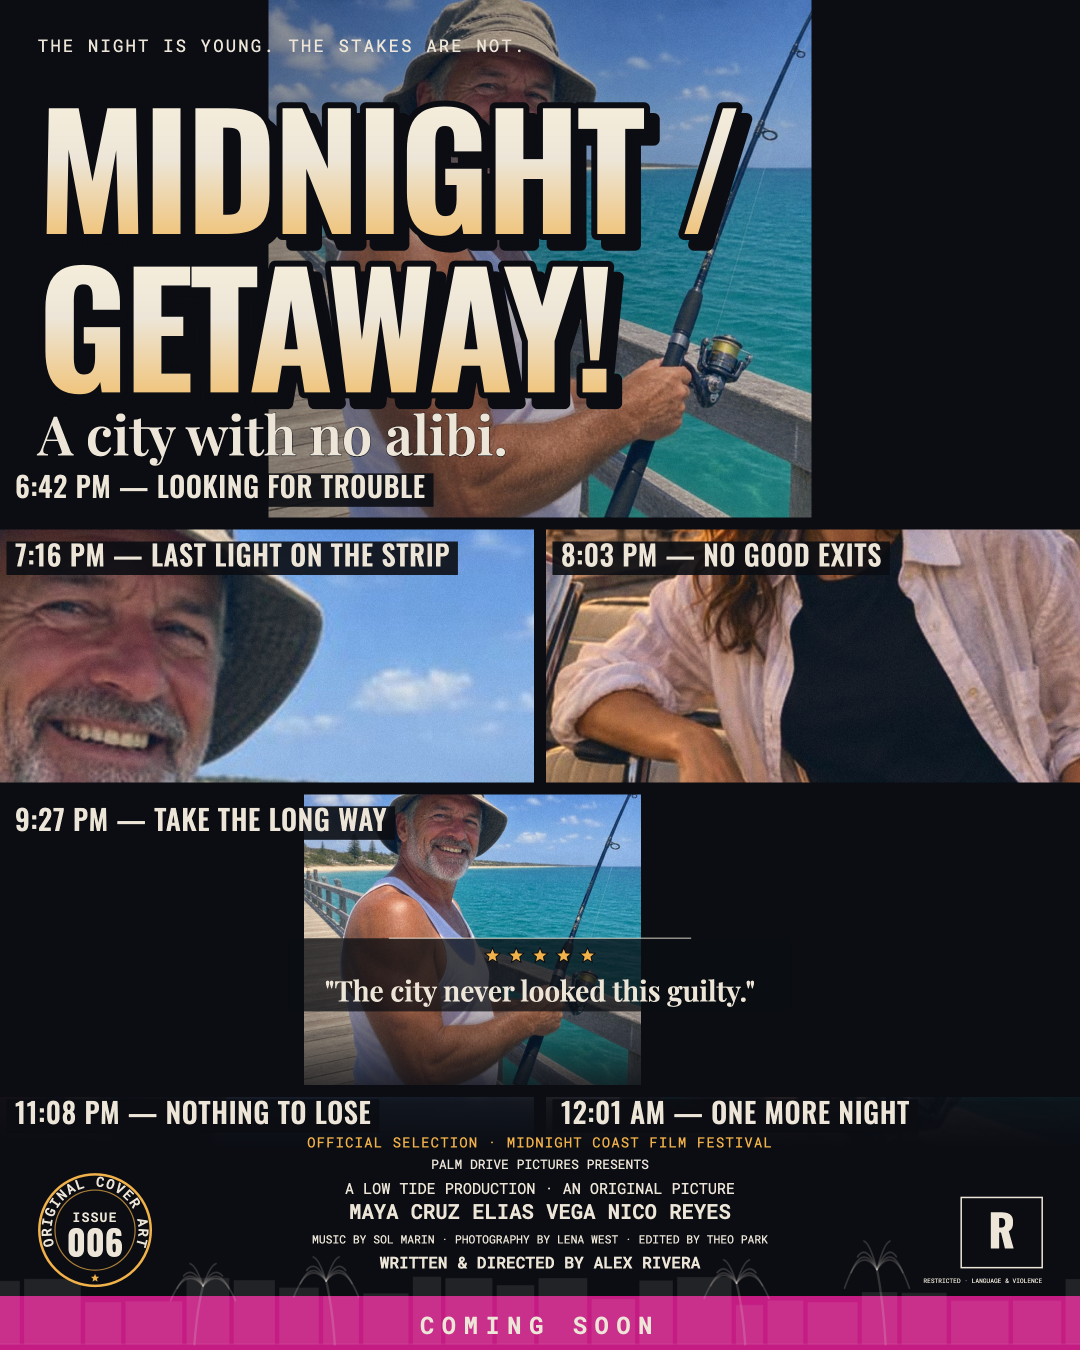 THE NIGHT IS YOUNG. THE STAKES ARE NOT.
MIDNIGHT /
GETAWAY!
A city with no alibi.
6:42 PM — LOOKING FOR TROUBLE
7:16 PM — LAST LIGHT ON THE STRIP
8:03 PM — NO GOOD EXITS
9:27 PM — TAKE THE LONG WAY
"The city never looked this guilty."
11:08 PM — NOTHING TO LOSE
12:01 AM — ONE MORE NIGHT
OFFICIAL SELECTION · MIDNIGHT COAST FILM FESTIVAL
PALM DRIVE PICTURES PRESENTS
A LOW TIDE PRODUCTION · AN ORIGINAL PICTURE
MAYA CRUZ ELIAS VEGA NICO REYES
MUSIC BY SOL MARIN · PHOTOGRAPHY BY LENA WEST · EDITED BY THEO PARK
WRITTEN & DIRECTED BY ALEX RIVERA
ORIGINAL COVER ART
ISSUE
006
R
RESTRICTED · LANGUAGE & VIOLENCE
COMING SOON